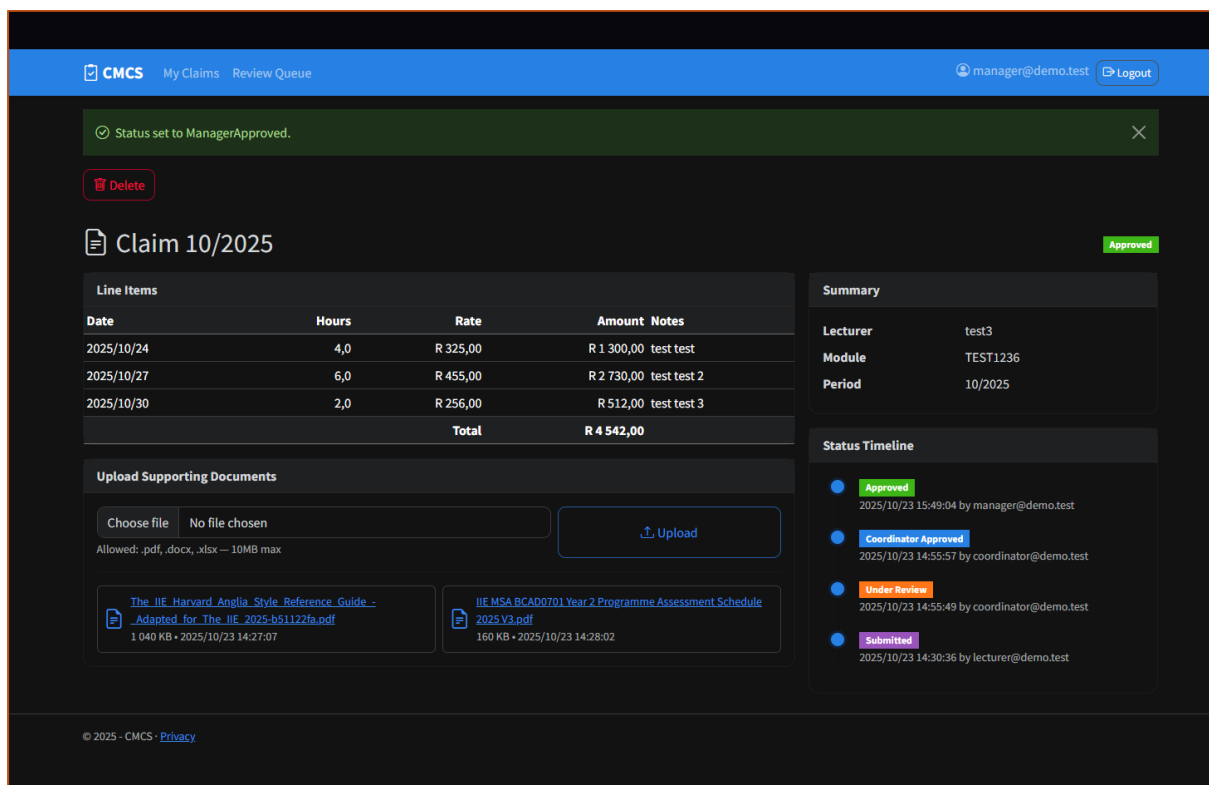 CMCS My Claims Review Queue manager@demo.test Logout
Status set to ManagerApproved.
Delete
Claim 10/2025 Approved
Line Items
Date Hours Rate Amount Notes
2025/10/24 4,0 R 325,00 R 1 300,00 test test
2025/10/27 6,0 R 455,00 R 2 730,00 test test 2
2025/10/30 2,0 R 256,00 R 512,00 test test 3
Total R 4 542,00
Upload Supporting Documents
Choose file No file chosen
Upload
Allowed: .pdf, .docx, .xlsx — 10MB max
The_IIE_Harvard_Anglia_Style_Reference_Guide_-
_Adapted_for_The_IIE_2025-b51122fa.pdf
1 040 KB • 2025/10/23 14:27:07
IIE MSA BCAD0701 Year 2 Programme Assessment Schedule
2025 V3.pdf
160 KB • 2025/10/23 14:28:02
Summary
Lecturer test3
Module TEST1236
Period 10/2025
Status Timeline
Approved
2025/10/23 15:49:04 by manager@demo.test
Coordinator Approved
2025/10/23 14:55:57 by coordinator@demo.test
Under Review
2025/10/23 14:55:49 by coordinator@demo.test
Submitted
2025/10/23 14:30:36 by lecturer@demo.test
© 2025 - CMCS · Privacy